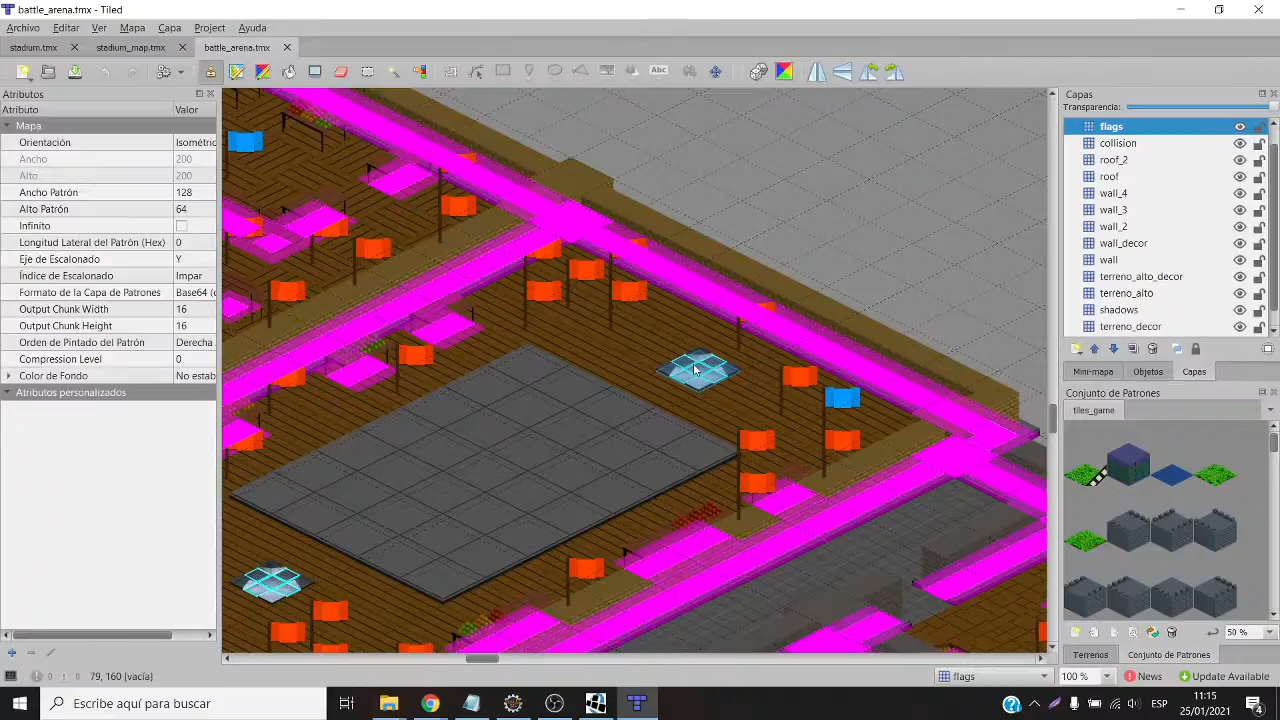 battle_arena.tmx - Tiled
Archivo Editar Ver Mapa Capa Project Ayuda
stadium.tmx stadium_map.tmx battle_arena.tmx
Abc
Atributos
Atributo Valor
Mapa
Orientación Isométric
Ancho 200
Alto 200
Ancho Patrón 128
Alto Patrón 64
Infinito
Longitud Lateral del Patrón (Hex) 0
Eje de Escalonado Y
Índice de Escalonado Impar
Formato de la Capa de Patrones Base64 (c
Output Chunk Width 16
Output Chunk Height 16
Orden de Pintado del Patrón Derecha
Compression Level 0
Color de Fondo No estab
Atributos personalizados
Capas
Transparencia:
flags
collision
roof_2
roof
wall_4
wall_3
wall_2
wall_decor
wall
terreno_alto_decor
terreno_alto
shadows
terreno_decor
Mini-mapa Objetos Capas
Conjunto de Patrones
tiles_game
50 %
Terrenos Conjunto de Patrones
0 0 0 79, 160 (vacía)
flags 100 % News Update Available
Escribe aquí para buscar
ESP
11:15
25/01/2021